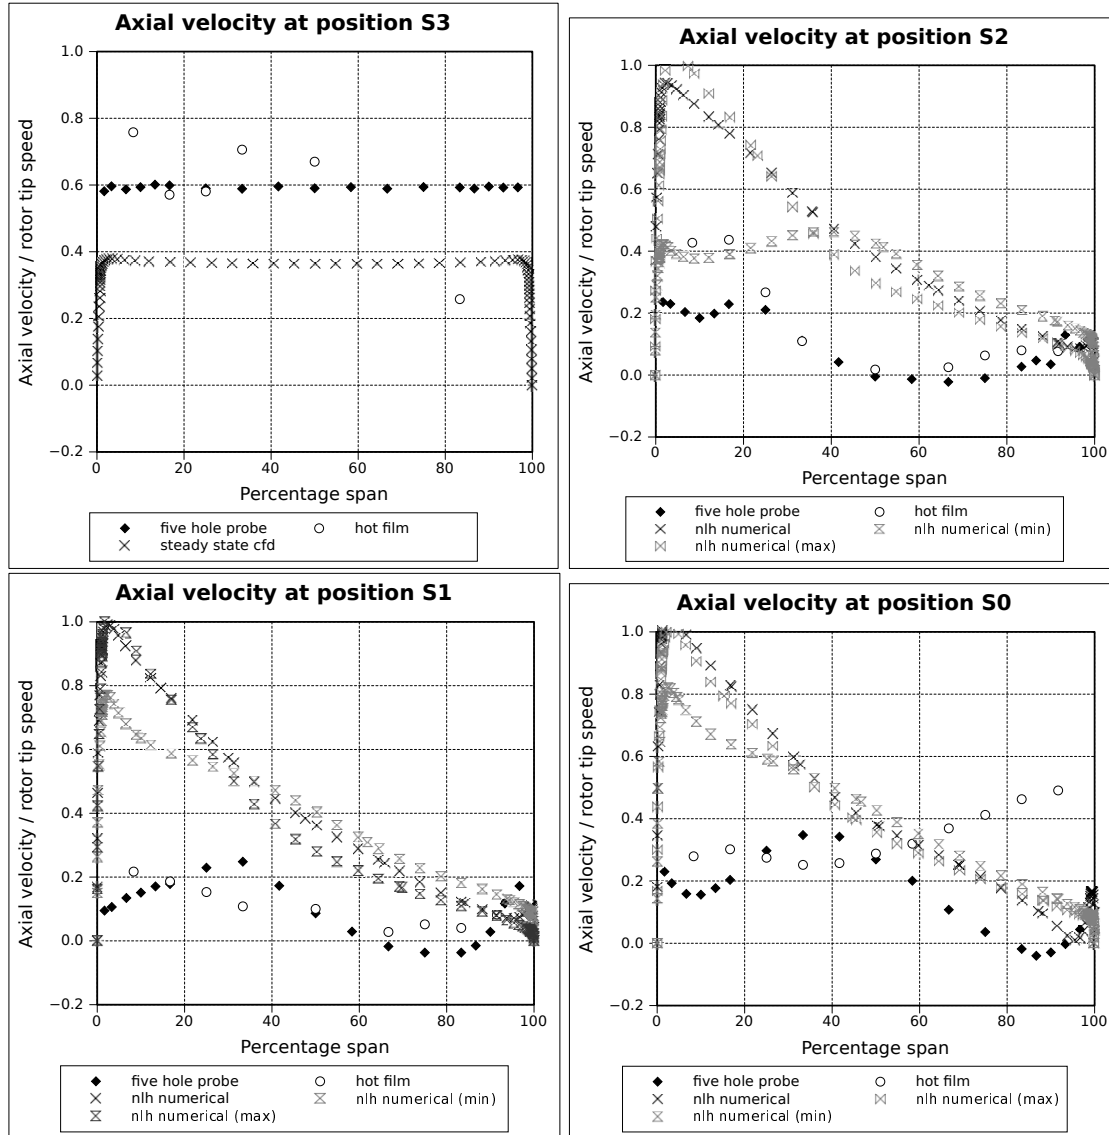 Axial velocity at position S3
Axial velocity / rotor tip speed
1.0
0.8
0.6
0.4
0.2
0.0
−0.2
0 20 40 60 80 100
Percentage span
five hole probe hot film
steady state cfd
Axial velocity at position S2
Axial velocity / rotor tip speed
1.0
0.8
0.6
0.4
0.2
0.0
−0.2
0 20 40 60 80 100
Percentage span
five hole probe hot film
nlh numerical nlh numerical (min)
nlh numerical (max)
Axial velocity at position S1
Axial velocity / rotor tip speed
1.0
0.8
0.6
0.4
0.2
0.0
−0.2
0 20 40 60 80 100
Percentage span
five hole probe hot film
nlh numerical nlh numerical (min)
nlh numerical (max)
Axial velocity at position S0
Axial velocity / rotor tip speed
1.0
0.8
0.6
0.4
0.2
0.0
−0.2
0 20 40 60 80 100
Percentage span
five hole probe hot film
nlh numerical nlh numerical (max)
nlh numerical (min)